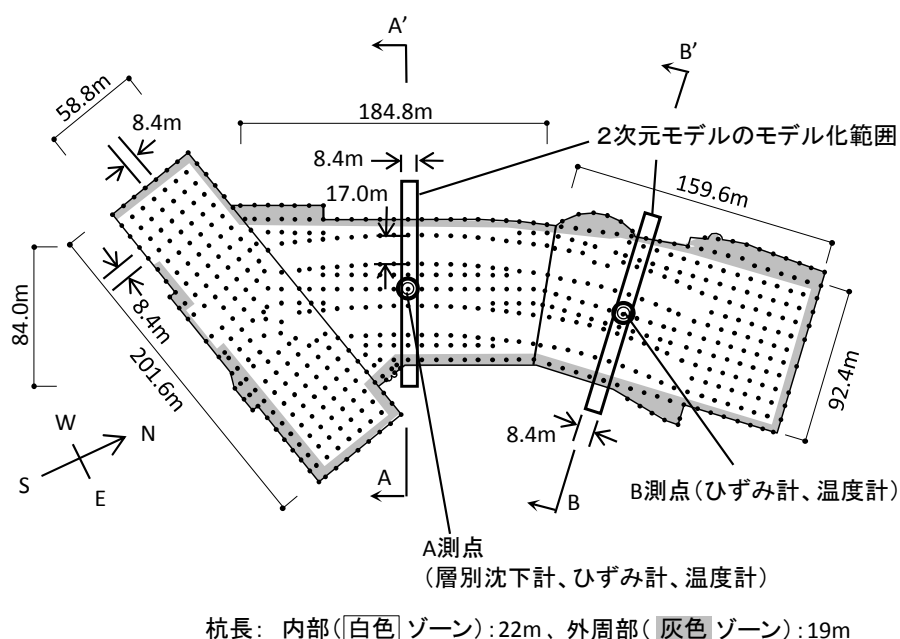 A’
B’
58.8m
8.4m
184.8m
2次元モデルのモデル化範囲
8.4m
17.0m
159.6m
84.0m
8.4m
201.6m
92.4m
W
N
S
E
A
8.4m
B
B測点(ひずみ計、温度計)
A測点
(層別沈下計、ひずみ計、温度計)
杭長: 内部(白色 ゾーン):22m 、外周部( 灰色 ゾーン):19m